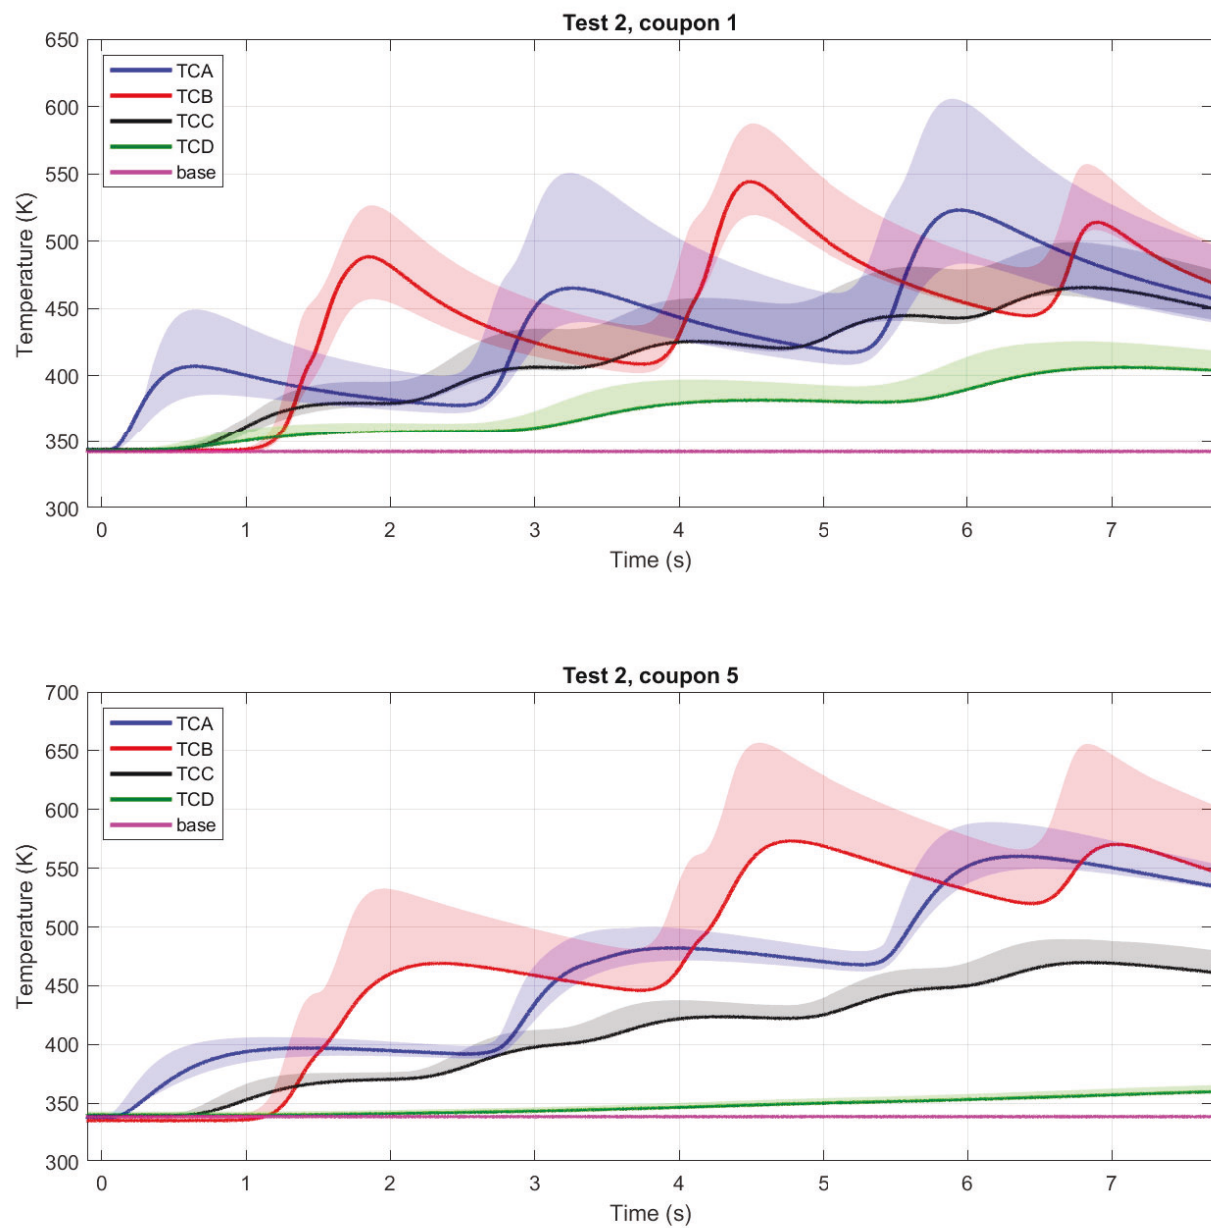 Test 2, coupon 1
650
600
550
500
450
400
350
300
Temperature (K)
TCA
TCB
TCC
TCD
base
0 1 2 3 4 5 6 7
Time (s)
Test 2, coupon 5
700
650
600
550
500
450
400
350
300
Temperature (K)
TCA
TCB
TCC
TCD
base
0 1 2 3 4 5 6 7
Time (s)